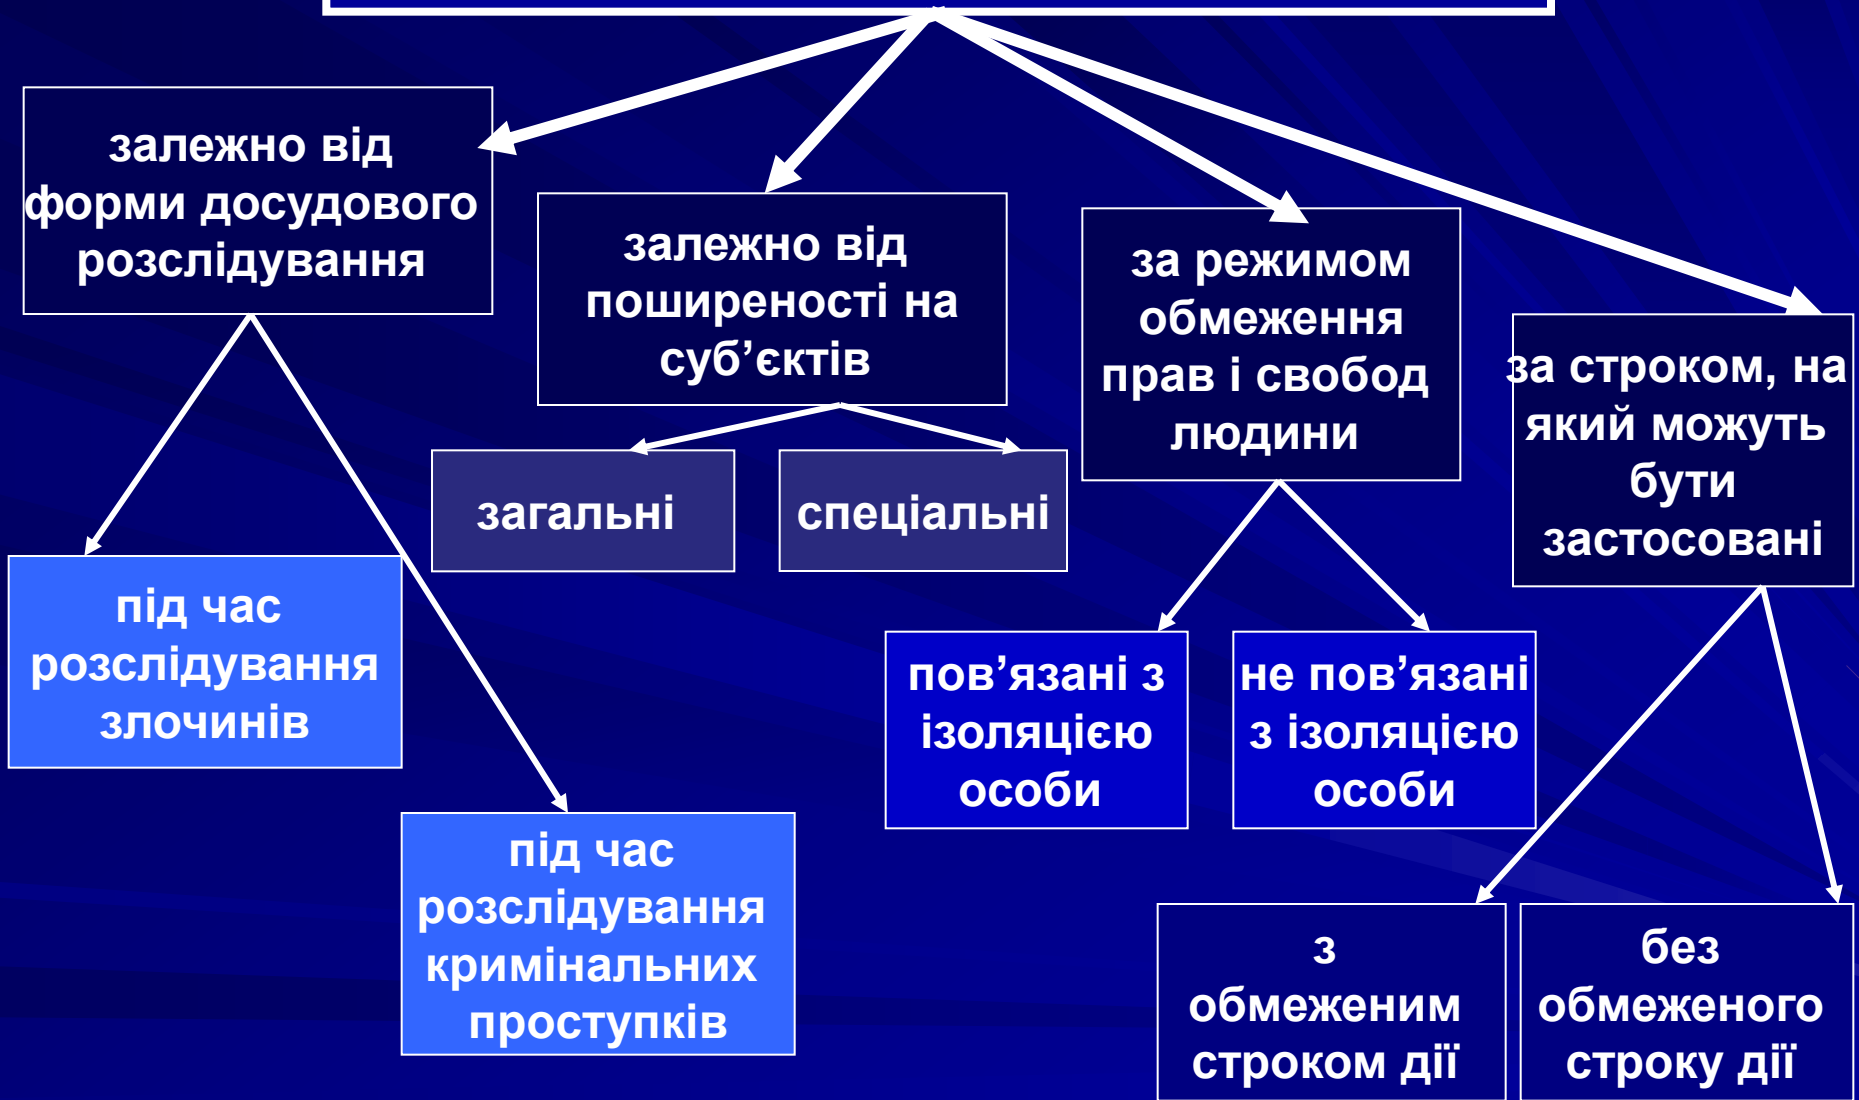 залежно від
форми досудового
розслідування
залежно від
поширеності на
суб’єктів
за режимом
обмеження
прав і свобод
людини
за строком, на
який можуть
бути
застосовані
загальні
спеціальні
під час
розслідування
злочинів
під час
розслідування
кримінальних
проступків
пов’язані з
ізоляцією
особи
не пов’язані
з ізоляцією
особи
з
обмеженим
строком дії
без
обмеженого
строку дії